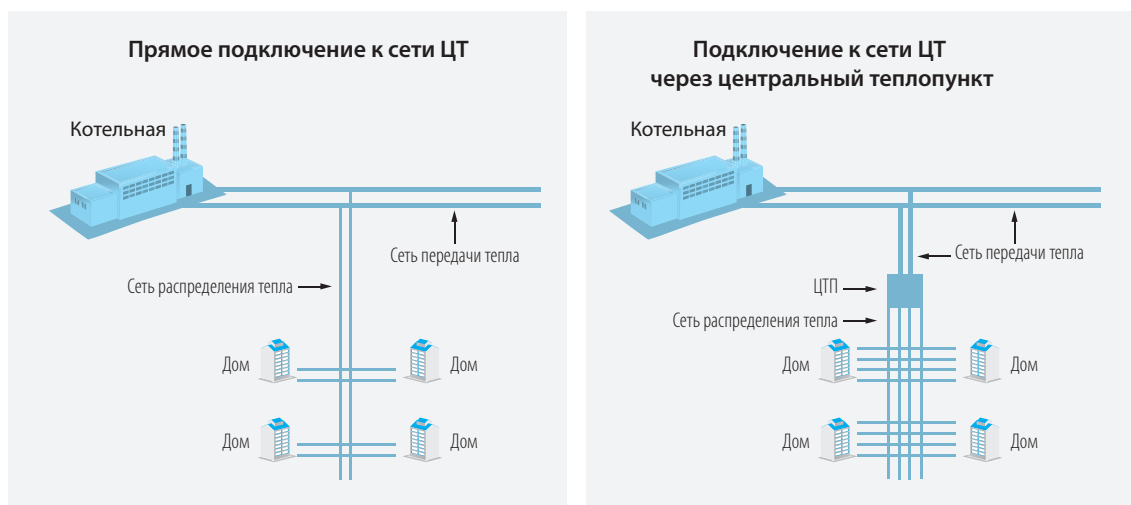 Прямое подключение к сети ЦТ
Котельная
Сеть передачи тепла
Сеть распределения тепла
Дом
Дом
Дом
Дом
Подключение к сети ЦТ
через центральный теплопункт
Котельная
Сеть передачи тепла
ЦТП
Сеть распределения тепла
Дом
Дом
Дом
Дом